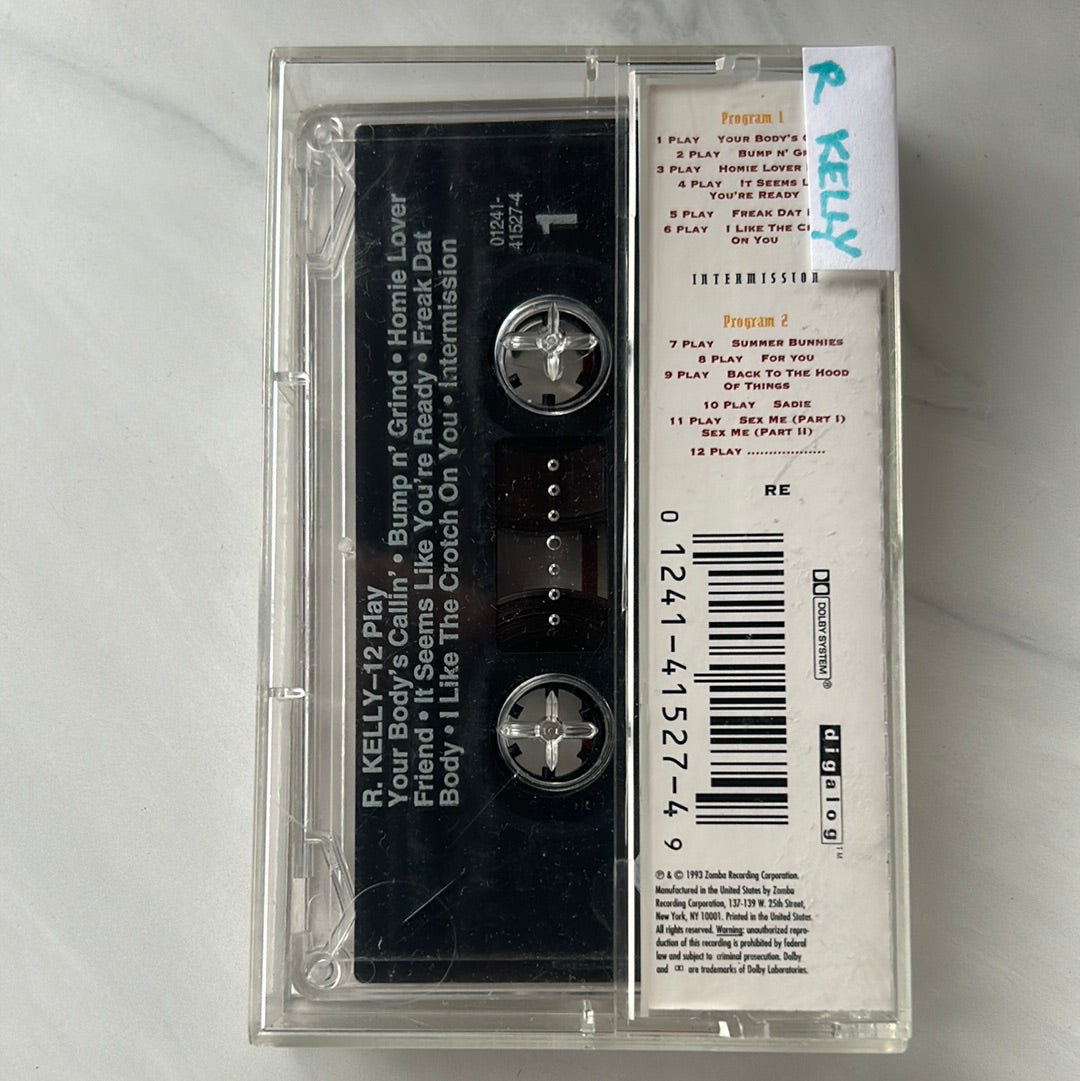 R. KELLY–12 Play
Your Body's Callin' • Bump n' Grind • Homie Lover
Friend • It Seems Like You're Ready • Freak Dat
Body • I Like The Crotch On You • Intermission
01241-
41527-4
1
R KELLY
Program 1
1 PLAY YOUR BODY'S
2 PLAY BUMP N'
3 PLAY HOMIE LOVER
4 PLAY IT SEEMS
YOU'RE READY
5 PLAY FREAK DAT
6 PLAY I LIKE THE
ON YOU
INTERMISSION
Program 2
7 PLAY SUMMER BUNNIES
8 PLAY FOR YOU
9 PLAY BACK TO THE HOOD
OF THINGS
10 PLAY SADIE
11 PLAY SEX ME (PART I)
SEX ME (PART II)
12 PLAY ..................
RE
0 1241-41527-4 9
DOLBY SYSTEM®
digalog™
℗ & © 1993 Zomba Recording Corporation.
Manufactured in the United States by Zomba
Recording Corporation, 137-139 W. 25th Street,
New York, NY 10001. Printed in the United States.
All rights reserved. Warning: unauthorized repro-
duction of this recording is prohibited by federal
law and subject to criminal prosecution. Dolby
and are trademarks of Dolby Laboratories.